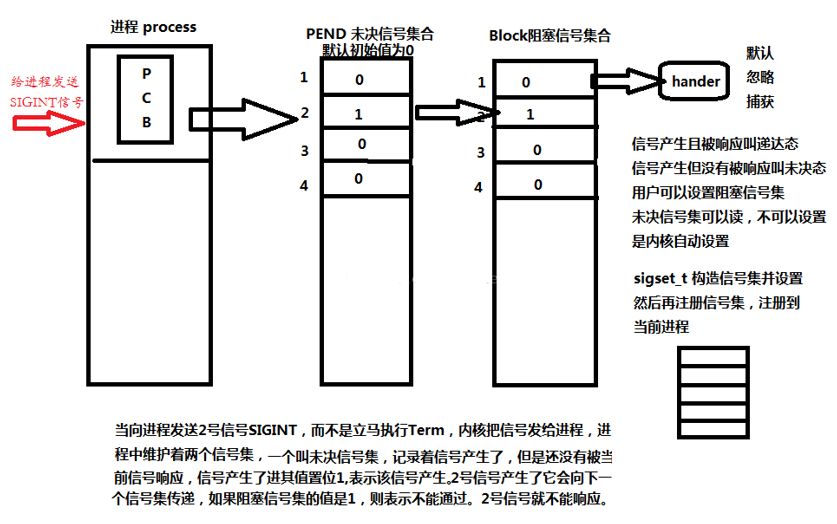 进程 process
PEND 未决信号集合
默认初始值为0
Block阻塞信号集合
给进程发送
SIGINT信号
P
C
B
1
0
2
1
3
0
4
0
1
0
2
1
3
0
4
0
hander
默认
忽略
捕获
信号产生且被响应叫递达态
信号产生但没有被响应叫未决态
用户可以设置阻塞信号集
未决信号集可以读，不可以设置
是内核自动设置
sigset_t 构造信号集并设置
然后再注册信号集，注册到
当前进程
当向进程发送2号信号SIGINT，而不是立马执行Term，内核把信号发给进程，进
程中维护着两个信号集，一个叫未决信号集，记录着信号产生了，但是还没有被当
前信号响应，信号产生了进其值置位1,表示该信号产生。2号信号产生了它会向下一
个信号集传递，如果阻塞信号集的值是1，则表示不能通过。2号信号就不能响应。